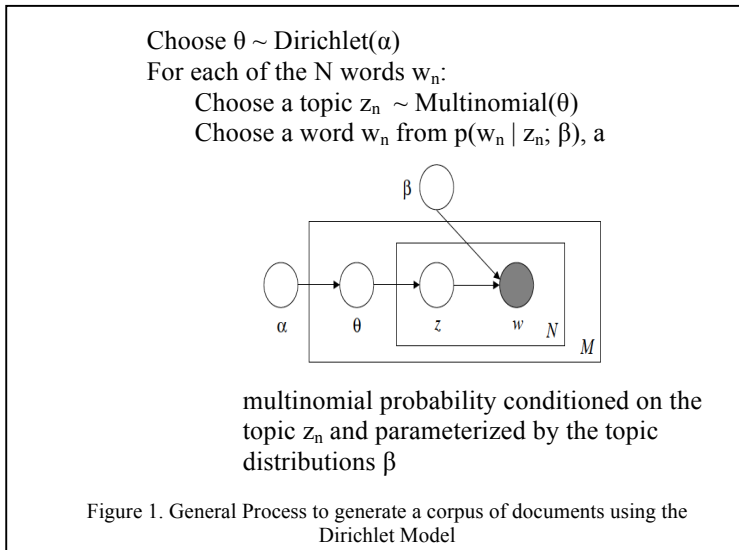 Choose θ ~ Dirichlet(α)
For each of the N words wₙ:
Choose a topic zₙ ~ Multinomial(θ)
Choose a word wₙ from p(wₙ | zₙ; β), a
β
α
θ
z
w
N
M
multinomial probability conditioned on the
topic zₙ and parameterized by the topic
distributions β
Figure 1. General Process to generate a corpus of documents using the
Dirichlet Model